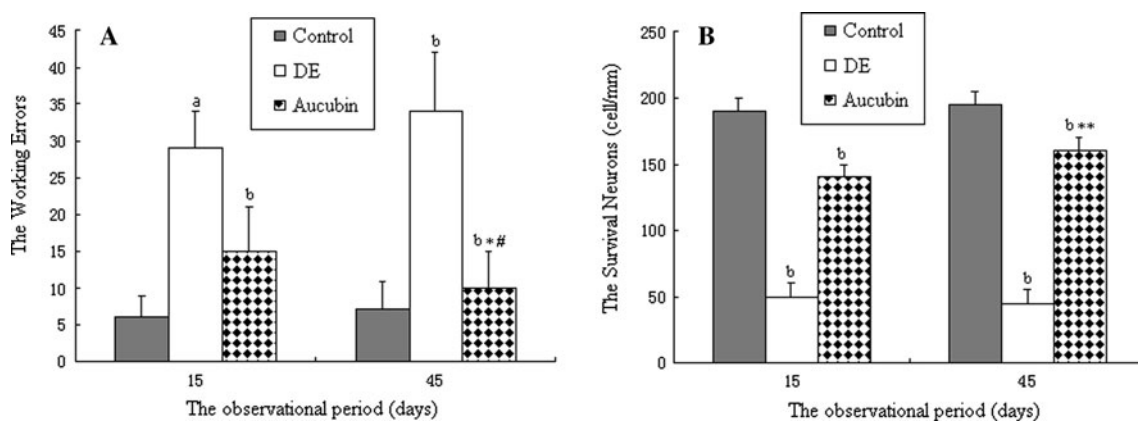 A
Control
DE
Aucubin
The Working Errors
45
40
35
30
25
20
15
10
5
0
a
b
b
b *#
15
45
The observational period (days)
B
Control
DE
Aucubin
The Survival Neurons (cell/mm)
250
200
150
100
50
0
b
b
b
b **
15
45
The observational period (days)